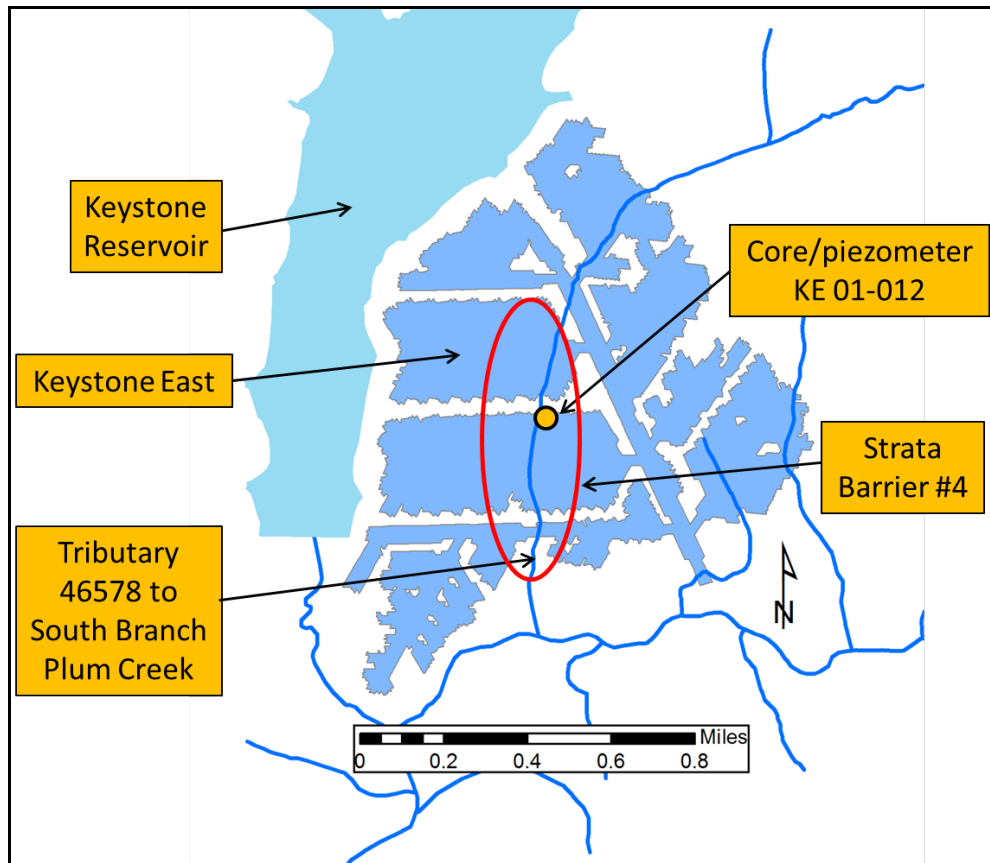 Keystone
Reservoir
Core/piezometer
KE 01-012
Keystone East
Strata
Barrier #4
Tributary
46578 to
South Branch
Plum Creek
N
Miles
0 0.2 0.4 0.6 0.8